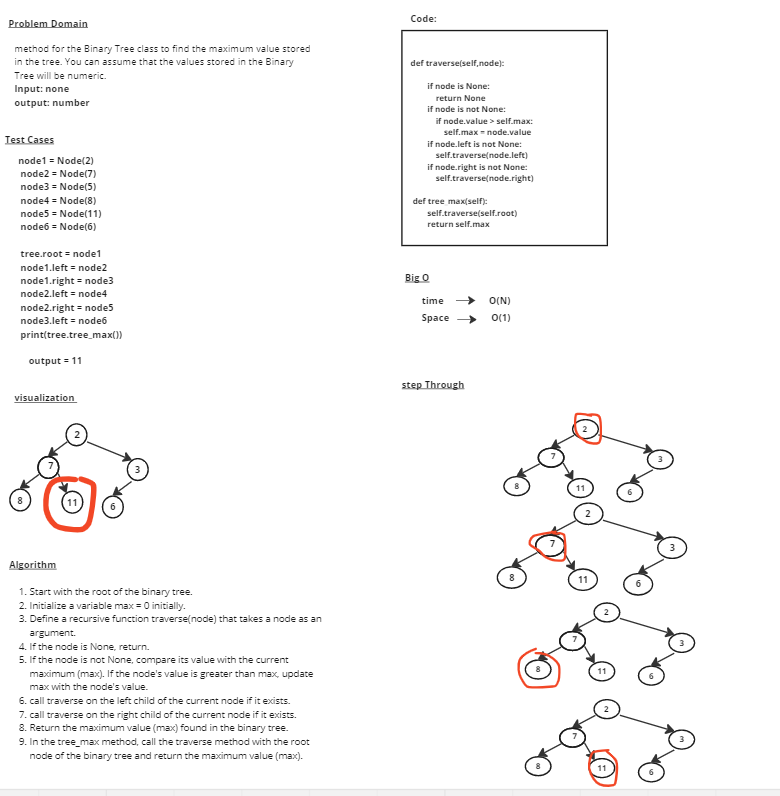 Problem Domain
method for the Binary Tree class to find the maximum value stored
in the tree. You can assume that the values stored in the Binary
Tree will be numeric.
Input: none
output: number
Test Cases
node1 = Node(2)
node2 = Node(7)
node3 = Node(5)
node4 = Node(8)
node5 = Node(11)
node6 = Node(6)
tree.root = node1
node1.left = node2
node1.right = node3
node2.left = node4
node2.right = node5
node3.left = node6
print(tree.tree_max())
output = 11
visualization
2
7
3
8
11
6
Algorithm
1. Start with the root of the binary tree.
2. Initialize a variable max = 0 initially.
3. Define a recursive function traverse(node) that takes a node as an
argument.
4. If the node is None, return.
5. If the node is not None, compare its value with the current
maximum (max). If the node's value is greater than max, update
max with the node's value.
6. call traverse on the left child of the current node if it exists.
7. call traverse on the right child of the current node if it exists.
8. Return the maximum value (max) found in the binary tree.
9. In the tree_max method, call the traverse method with the root
node of the binary tree and return the maximum value (max).
Code:
def traverse(self,node):
if node is None:
return None
if node is not None:
if node.value > self.max:
self.max = node.value
if node.left is not None:
self.traverse(node.left)
if node.right is not None:
self.traverse(node.right)
def tree_max(self):
self.traverse(self.root)
return self.max
Big O
time O(N)
Space O(1)
step Through
2
7
3
8
11
6
2
7
3
8
11
6
2
7
3
8
11
6
2
7
3
8
11
6